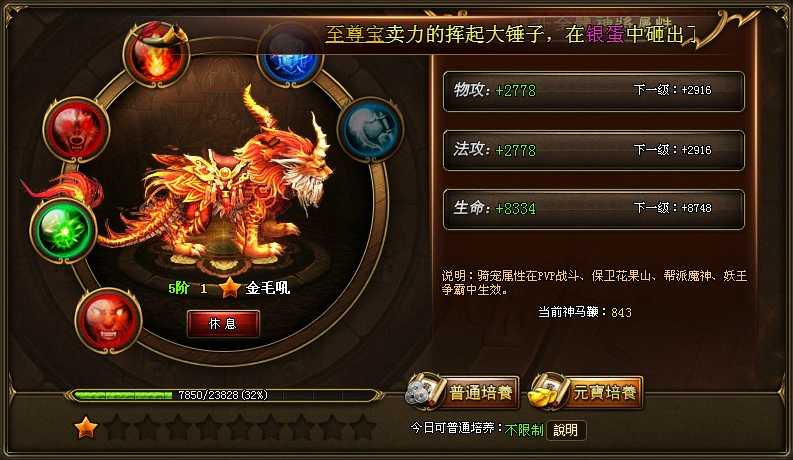 至尊宝卖力的挥起大锤子，在银蛋中砸出
物攻：+2778 下一级：+2916
法攻：+2778 下一级：+2916
生命：+8334 下一级：+8748
说明：骑宠属性在PVP战斗、保卫花果山、帮派魔神、妖王
争霸中生效。
当前神马鞭：843
5阶 1 金毛吼
休息
7850/23828(32%)
普通培養 元寶培養
今日可普通培养：不限制 說明